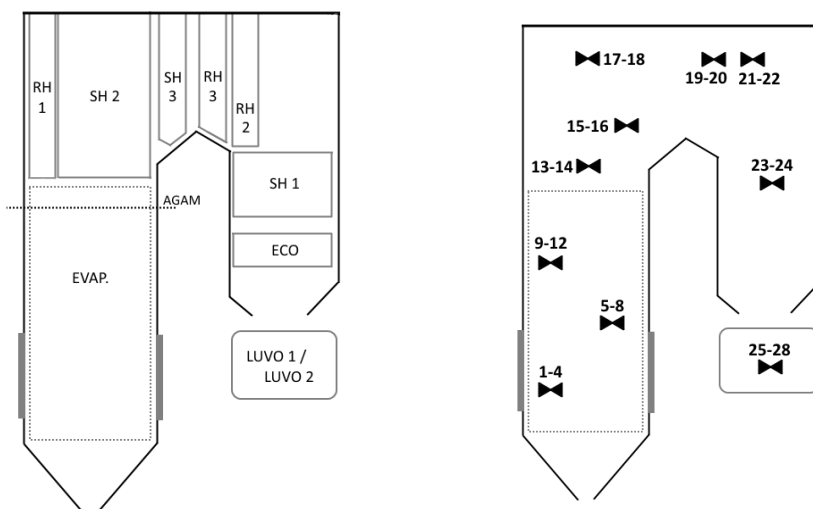 RH
1
SH 2
SH
3
RH
3
RH
2
SH 1
AGAM
ECO
EVAP.
LUVO 1 /
LUVO 2
17-18
19-20
21-22
15-16
13-14
23-24
9-12
5-8
25-28
1-4